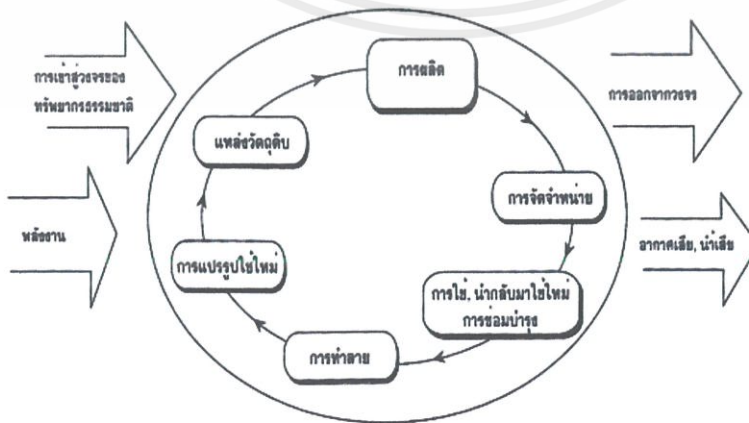 การเข้าสู่วงจรของ
ทรัพยากรธรรมชาติ
การผลิต
การออกจากวงจร
แหล่งวัตถุดิบ
การจัดจำหน่าย
พลังงาน
อากาศเสีย, น้ำเสีย
การแปรรูปใช้ใหม่
การใช้, นำกลับมาใช้ใหม่
การซ่อมบำรุง
การทำลาย